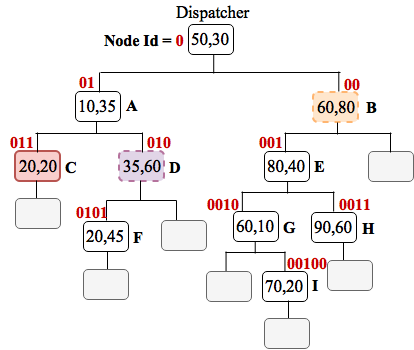 Dispatcher
Node Id = 0 50,30
01 00
10,35 A 60,80 B
011 010 001
20,20 C 35,60 D 80,40 E
0101 0010 0011
20,45 F 60,10 G 90,60 H
00100
70,20 I